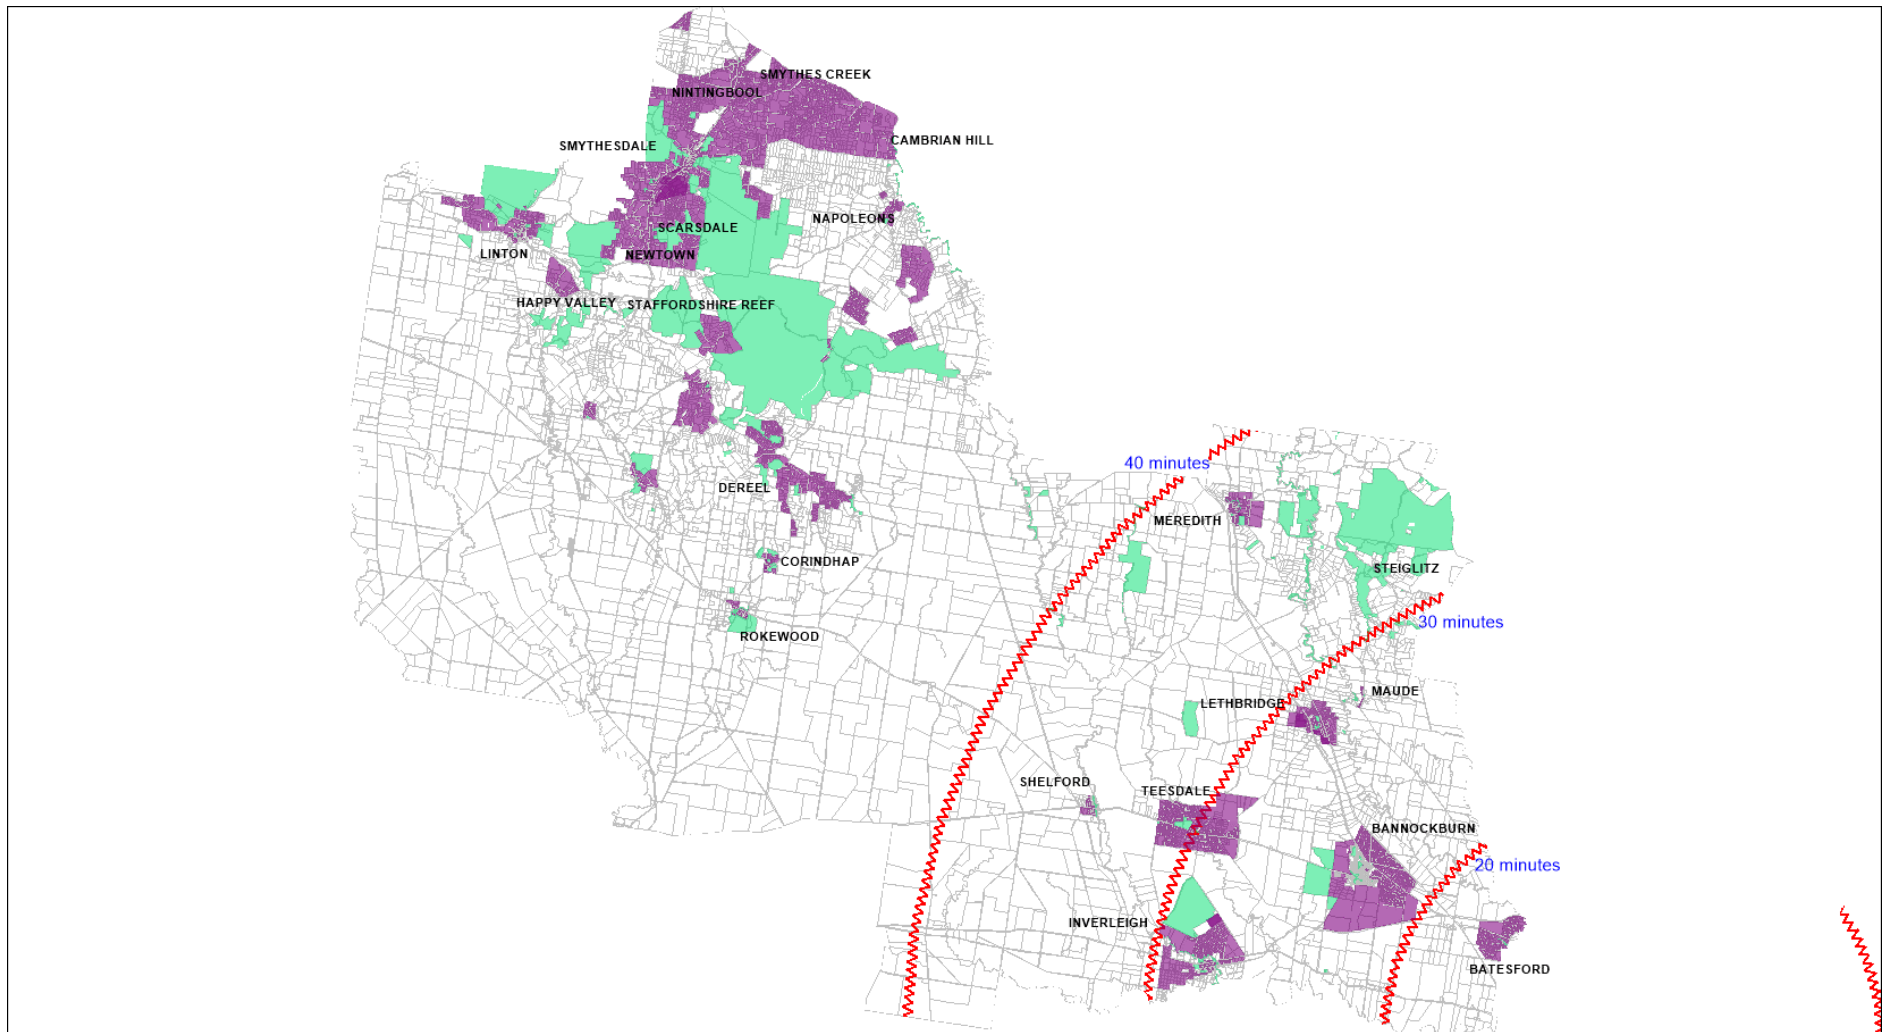 SMYTHES CREEK
NINTINGBOOL
CAMBRIAN HILL
SMYTHESDALE
NAPOLEONS
SCARSDALE
LINTON
NEWTOWN
HAPPY VALLEY
STAFFORDSHIRE REEF
40 minutes
DEREEL
MEREDITH
CORINDHAP
STEIGLITZ
30 minutes
ROKEWOOD
MAUDE
LETHBRIDGE
SHELFORD
TEESDALE
BANNOCKBURN
20 minutes
INVERLEIGH
BATESFORD